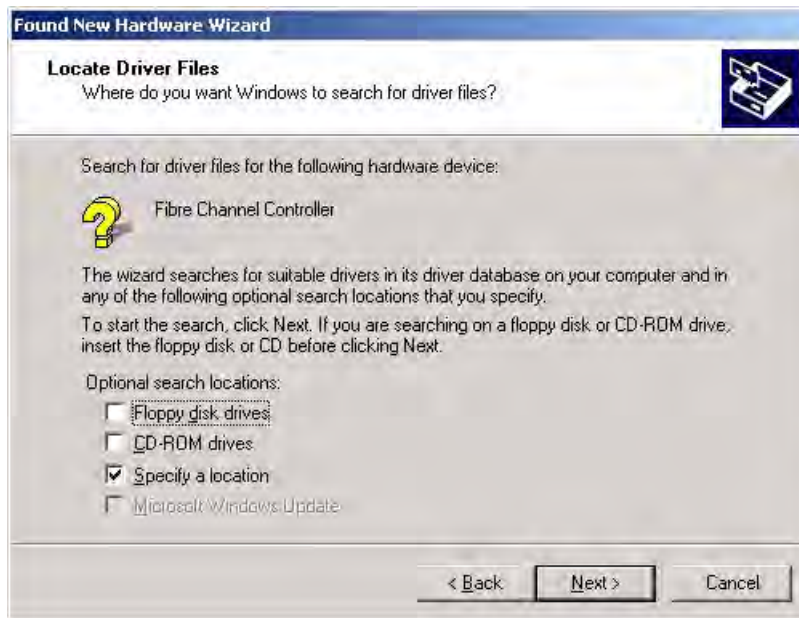 Found New Hardware Wizard
Locate Driver Files
Where do you want Windows to search for driver files?
Search for driver files for the following hardware device:
Fibre Channel Controller
The wizard searches for suitable drivers in its driver database on your computer and in
any of the following optional search locations that you specify.
To start the search, click Next. If you are searching on a floppy disk or CD-ROM drive,
insert the floppy disk or CD before clicking Next.
Optional search locations:
Floppy disk drives
CD-ROM drives
Specify a location
Microsoft Windows Update
< Back
Next >
Cancel